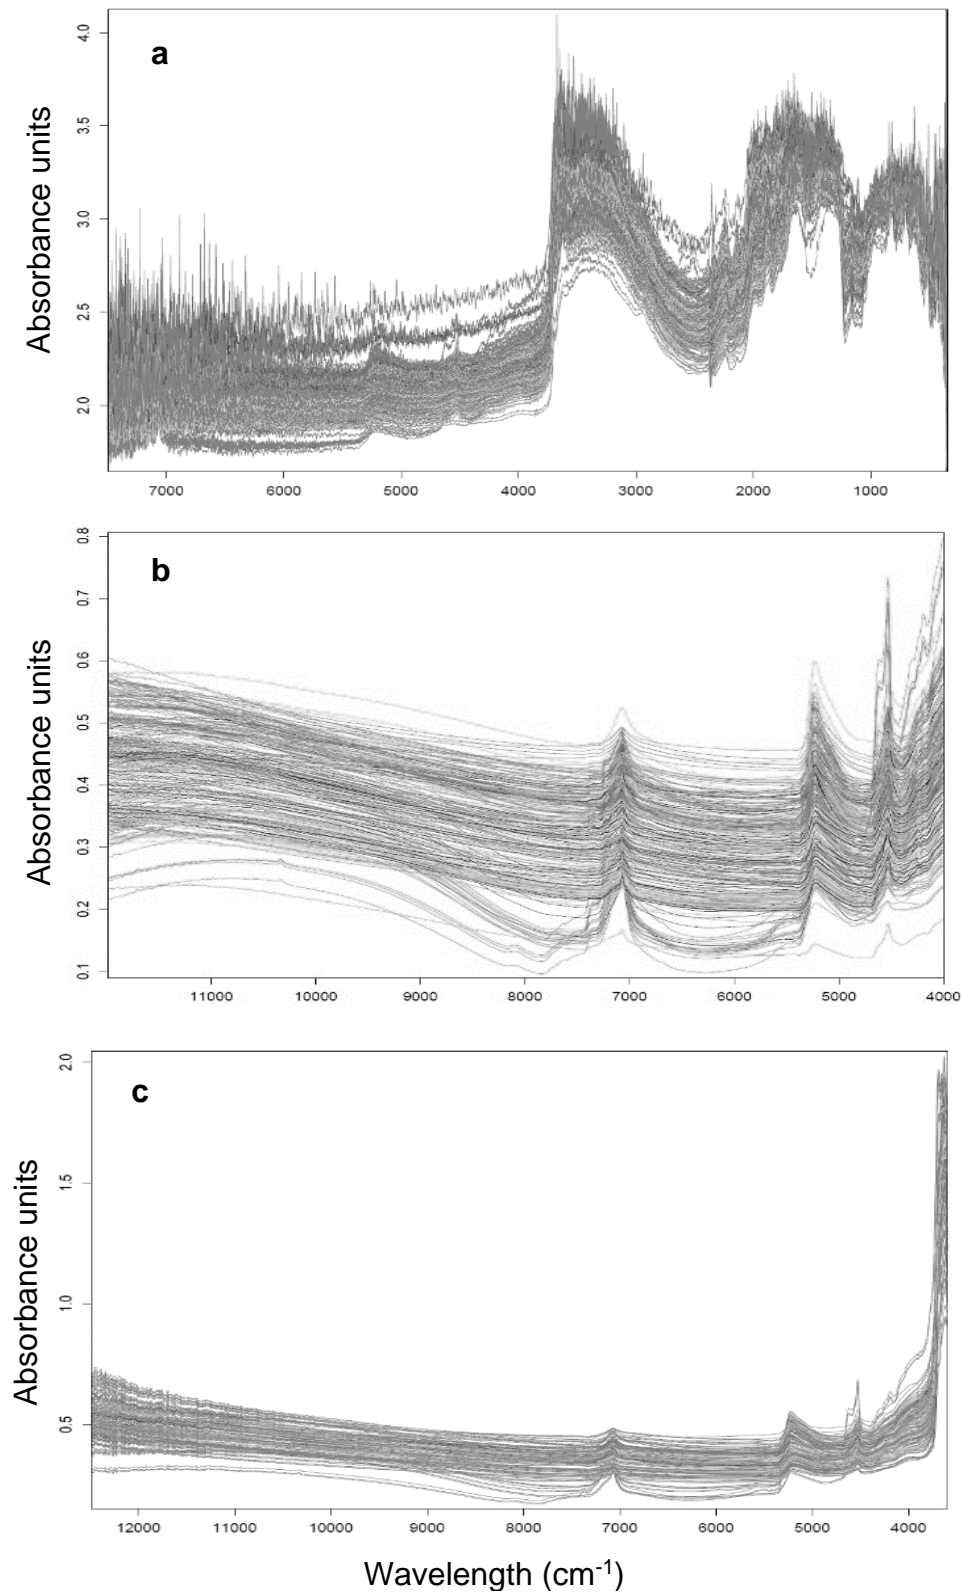 a
Absorbance units
4.0
3.5
3.0
2.5
2.0
7000 6000 5000 4000 3000 2000 1000
b
Absorbance units
0.8
0.7
0.6
0.5
0.4
0.3
0.2
0.1
11000 10000 9000 8000 7000 6000 5000 4000
c
Absorbance units
2.0
1.5
1.0
0.5
12000 11000 10000 9000 8000 7000 6000 5000 4000
Wavelength (cm⁻¹)